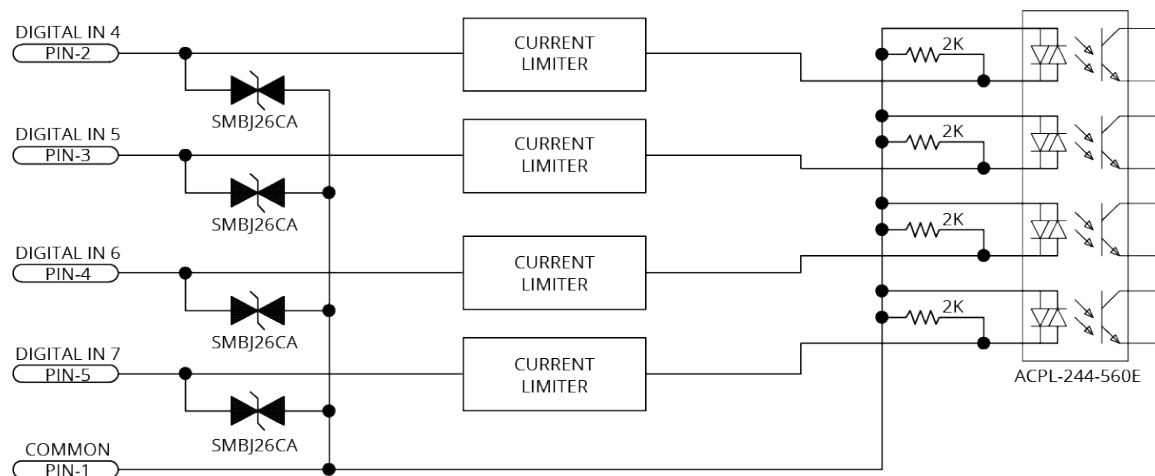 DIGITAL IN 4
PIN-2
SMBJ26CA
CURRENT
LIMITER
2K
DIGITAL IN 5
PIN-3
SMBJ26CA
CURRENT
LIMITER
2K
DIGITAL IN 6
PIN-4
SMBJ26CA
CURRENT
LIMITER
2K
DIGITAL IN 7
PIN-5
SMBJ26CA
CURRENT
LIMITER
2K
ACPL-244-560E
COMMON
PIN-1